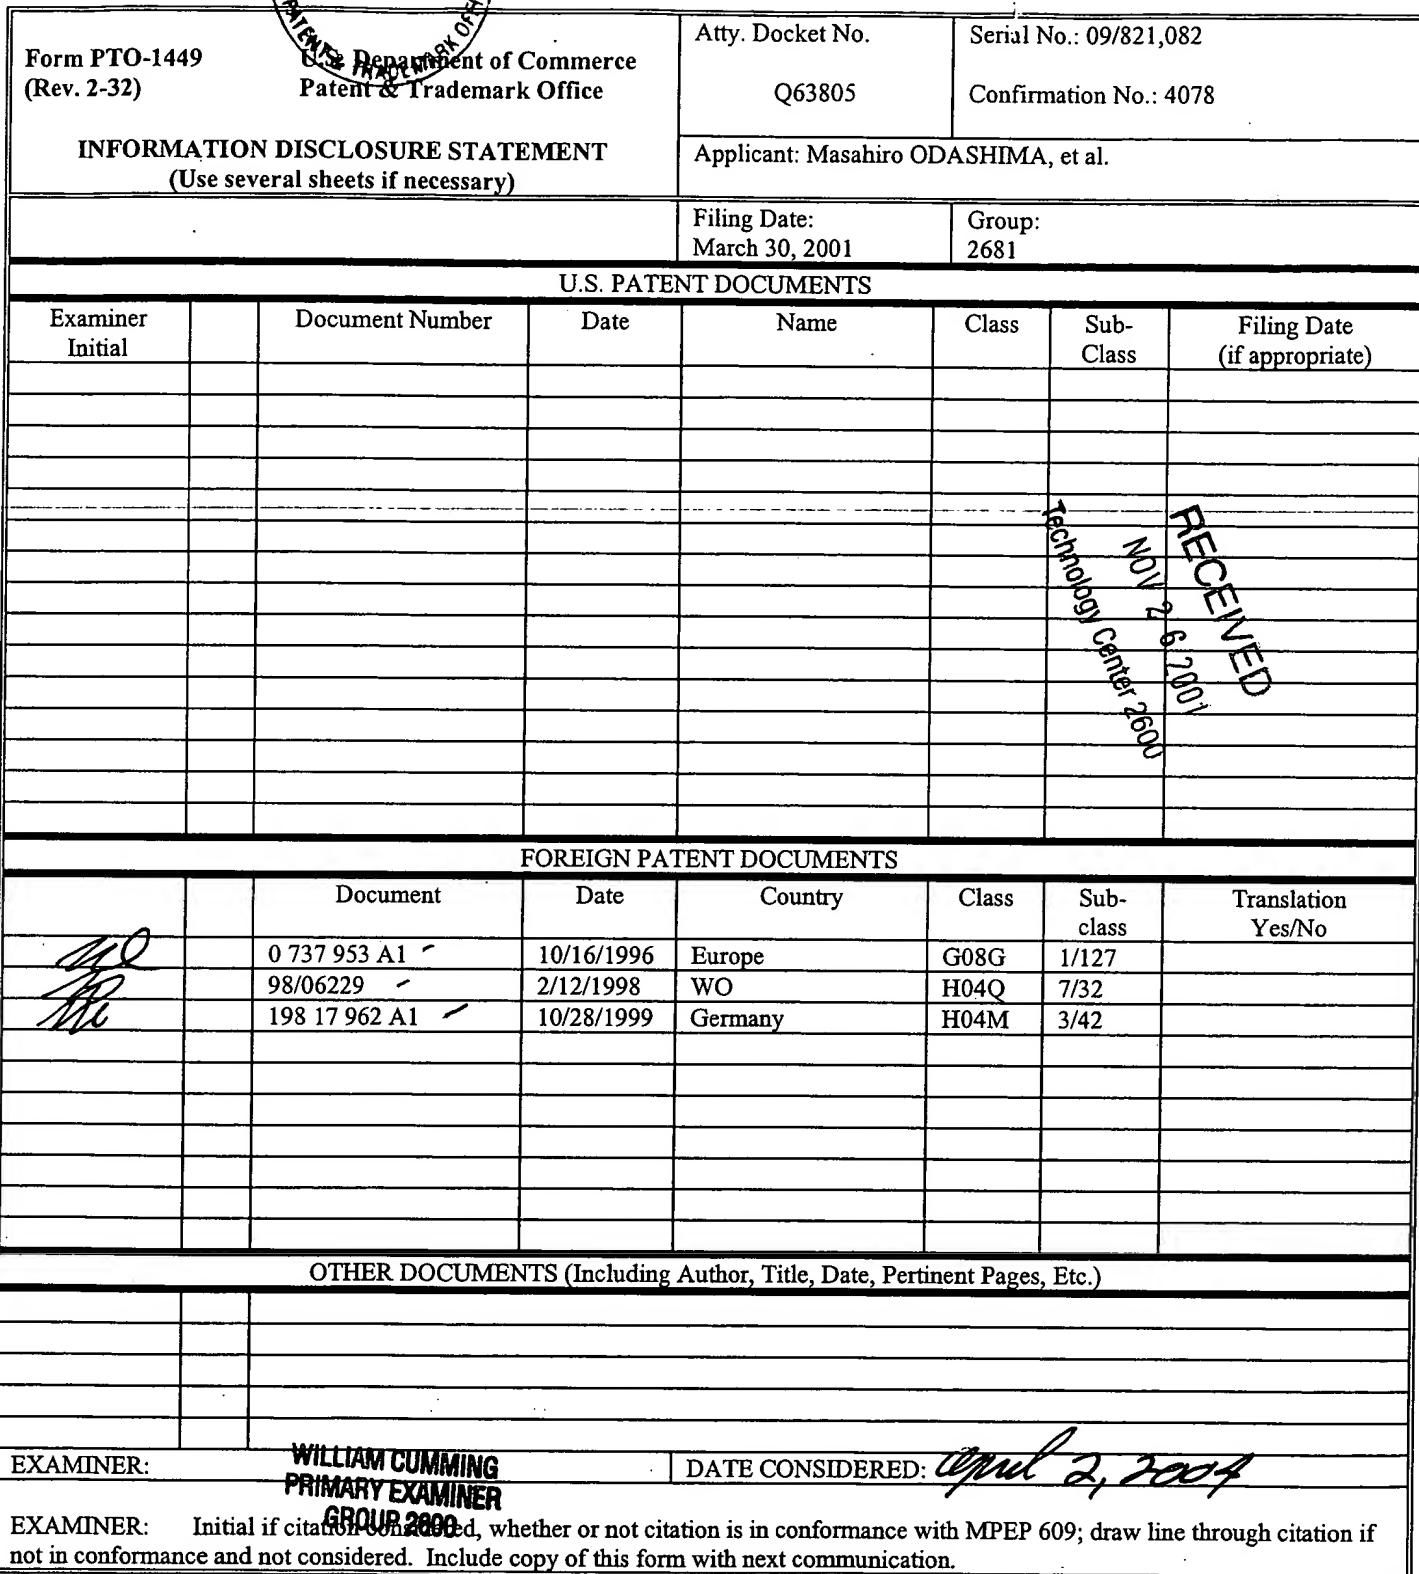 PATENT & TRADEMARK OFFI
Form PTO-1449
(Rev. 2-32)
U.S. Department of Commerce
Patent & Trademark Office
INFORMATION DISCLOSURE STATEMENT
(Use several sheets if necessary)
Atty. Docket No.
Q63805
Serial No.: 09/821,082
Confirmation No.: 4078
Applicant: Masahiro ODASHIMA, et al.
Filing Date:
March 30, 2001
Group:
2681
U.S. PATENT DOCUMENTS
Examiner Initial Document Number Date Name Class Sub-Class Filing Date (if appropriate)
RECEIVED
NOV 26 2001
Technology Center 2600
FOREIGN PATENT DOCUMENTS
Document Date Country Class Sub-class Translation Yes/No
0 737 953 A1 10/16/1996 Europe G08G 1/127
98/06229 2/12/1998 WO H04Q 7/32
198 17 962 A1 10/28/1999 Germany H04M 3/42
OTHER DOCUMENTS (Including Author, Title, Date, Pertinent Pages, Etc.)
EXAMINER:
WILLIAM CUMMING
PRIMARY EXAMINER
GROUP 2600
DATE CONSIDERED: April 2, 2004
EXAMINER: Initial if citation considered, whether or not citation is in conformance with MPEP 609; draw line through citation if
not in conformance and not considered. Include copy of this form with next communication.